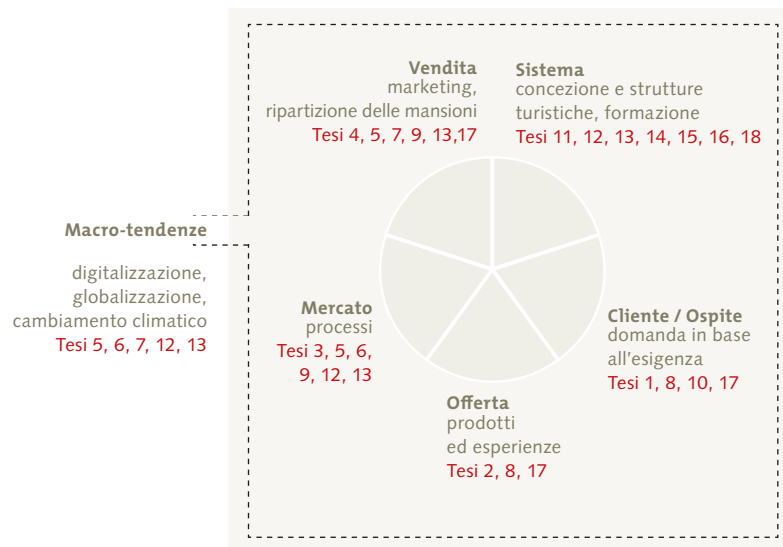 Vendita
marketing,
ripartizione delle mansioni
Tesi 4, 5, 7, 9, 13,17
Sistema
concezione e strutture
turistiche, formazione
Tesi 11, 12, 13, 14, 15, 16, 18
Macro-tendenze
digitalizzazione,
globalizzazione,
cambiamento climatico
Tesi 5, 6, 7, 12, 13
Mercato
processi
Tesi 3, 5, 6,
9, 12, 13
Cliente / Ospite
domanda in base
all'esigenza
Tesi 1, 8, 10, 17
Offerta
prodotti
ed esperienze
Tesi 2, 8, 17